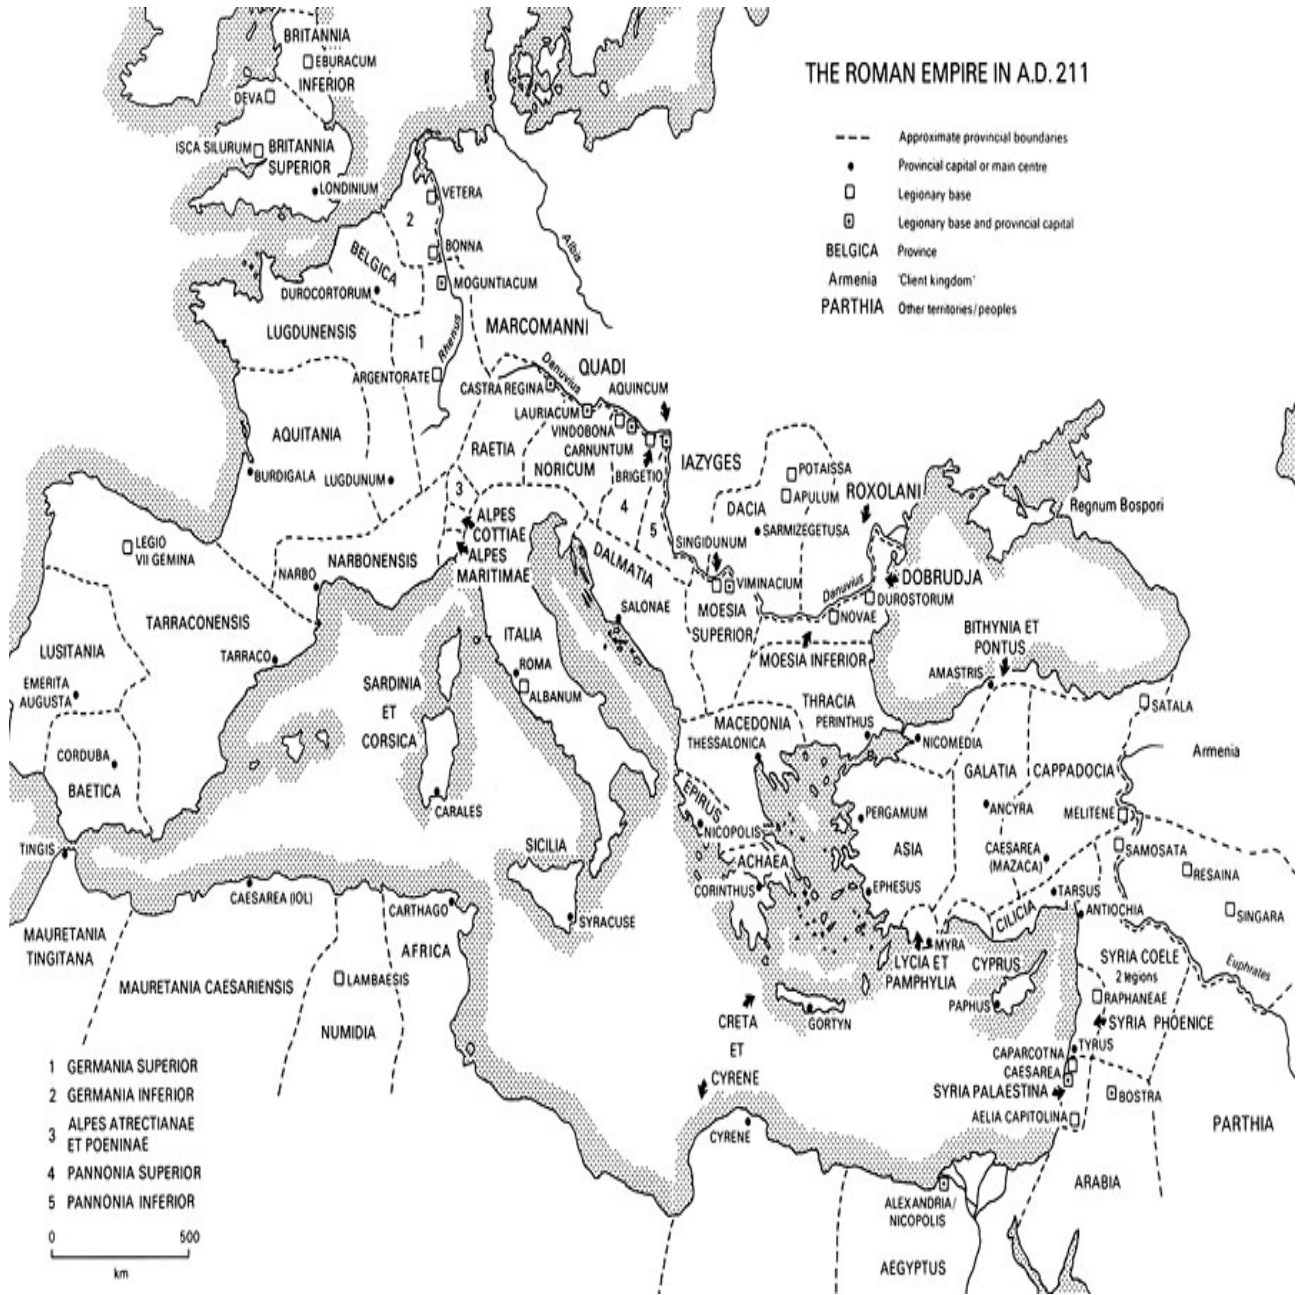 THE ROMAN EMPIRE IN A.D. 211
Approximate provincial boundaries
Provincial capital or main centre
Legionary base
Legionary base and provincial capital
BELGICA Province
Armenia 'Client kingdom'
PARTHIA Other territories/peoples
BRITANNIA
INFERIOR
EBURACUM
DEVA
ISCA SILURUM
BRITANNIA
SUPERIOR
LONDINIUM
VETERA
2
BONNA
BELGICA
MOGUNTIACUM
DUROCORTORUM
LUGDUNENSIS
1
Rhenus
ARGENTORATE
Albis
MARCOMANNI
QUADI
Danuvius
CASTRA REGINA
AQUINCUM
LAURIACUM
VINDOBONA
CARNUNTUM
BRIGETIO
AQUITANIA
BURDIGALA
LUGDUNUM
RAETIA
NORICUM
3
4
5
IAZYGES
POTAISSA
APULUM
DACIA
SARMIZEGETUSA
ROXOLANI
Regnum Bospori
ALPES
COTTIAE
ALPES
MARITIMAE
LEGIO
VII GEMINA
NARBONENSIS
NARBO
DALMATIA
SINGIDUNUM
VIMINACIUM
Danuvius
DOBRUDJA
DUROSTORUM
NOVAE
MOESIA
SUPERIOR
MOESIA INFERIOR
SALONAE
TARRACONENSIS
LUSITANIA
TARRACO
EMERITA
AUGUSTA
CORDUBA
BAETICA
ITALIA
ROMA
ALBANUM
SARDINIA
ET
CORSICA
CARALES
BITHYNIA ET
PONTUS
AMASTRIS
THRACIA
PERINTHUS
MACEDONIA
THESSALONICA
NICOMEDIA
SATALA
Armenia
GALATIA
CAPPADOCIA
EPIRUS
NICOPOLIS
PERGAMUM
ANCYRA
MELITENE
ASIA
CAESAREA
(MAZACA)
SAMOSATA
RESAINA
SINGARA
ACHAEA
CORINTHUS
EPHESUS
TARSUS
CILICIA
ANTIOCHIA
SICILIA
SYRACUSE
TINGIS
CAESAREA (IOL)
CARTHAGO
MAURETANIA
TINGITANA
MAURETANIA CAESARIENSIS
LAMBAESIS
NUMIDIA
AFRICA
MYRA
LYCIA ET
PAMPHYLIA
CYPRUS
PAPHUS
SYRIA COELE
2 legions
Euphrates
RAPHANEAE
SYRIA PHOENICE
TYRUS
CAPARCOTNA
CAESAREA
SYRIA PALAESTINA
BOSTRA
AELIA CAPITOLINA
PARTHIA
ARABIA
GORTYN
CRETA
ET
CYRENE
CYRENE
ALEXANDRIA/
NICOPOLIS
AEGYPTUS
1 GERMANIA SUPERIOR
2 GERMANIA INFERIOR
3 ALPES ATRECTIANAE
ET POENINAE
4 PANNONIA SUPERIOR
5 PANNONIA INFERIOR
0 500
km